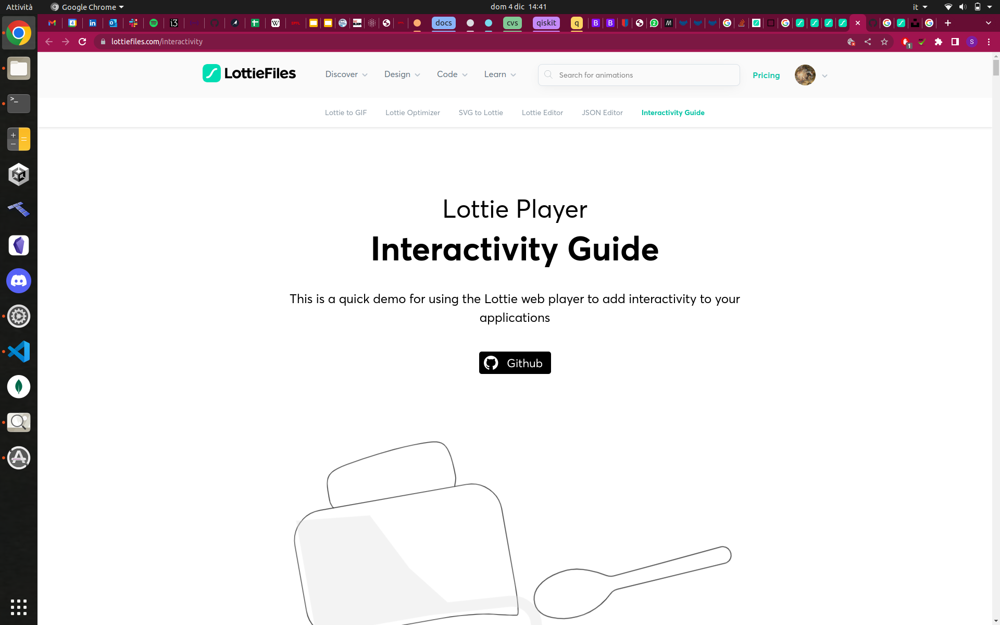 Attività
Google Chrome
dom 4 dic 14:41
it
docs
cvs
qiskit
q
lottiefiles.com/interactivity
LottieFiles
Discover
Design
Code
Learn
Search for animations
Pricing
Lottie to GIF
Lottie Optimizer
SVG to Lottie
Lottie Editor
JSON Editor
Interactivity Guide
Lottie Player
Interactivity Guide
This is a quick demo for using the Lottie web player to add interactivity to your
applications
Github